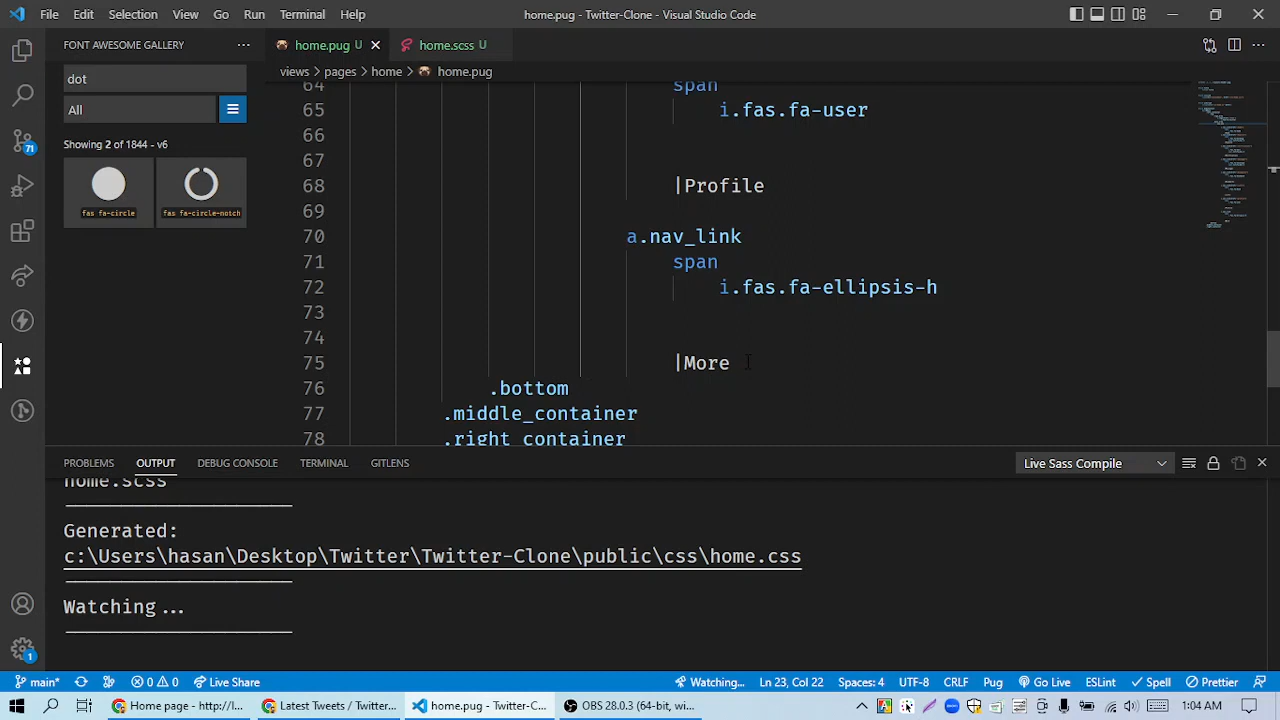 File Edit Selection View Go Run Terminal Help home.pug - Twitter-Clone - Visual Studio Code
FONT AWESOME GALLERY
home.pug U
home.scss U
dot
views > pages > home > home.pug
All
Showing 2 of 1844 - v6
fas fa-circle
fas fa-circle-notch
64 span
65 i.fas.fa-user
66
67
68 |Profile
69
70 a.nav_link
71 span
72 i.fas.fa-ellipsis-h
73
74
75 |More
76 .bottom
77 .middle_container
78 .right_container
71
1
PROBLEMS OUTPUT DEBUG CONSOLE TERMINAL GITLENS Live Sass Compile
home.scss
Generated:
c:\Users\hasan\Desktop\Twitter\Twitter-Clone\public\css\home.css
Watching...
main* 0 0 Live Share Watching... Ln 23, Col 22 Spaces: 4 UTF-8 CRLF Pug Go Live ESLint Spell Prettier
Home page - http://l... Latest Tweets / Twitter... home.pug - Twitter-C... OBS 28.0.3 (64-bit, wi... 1:04 AM